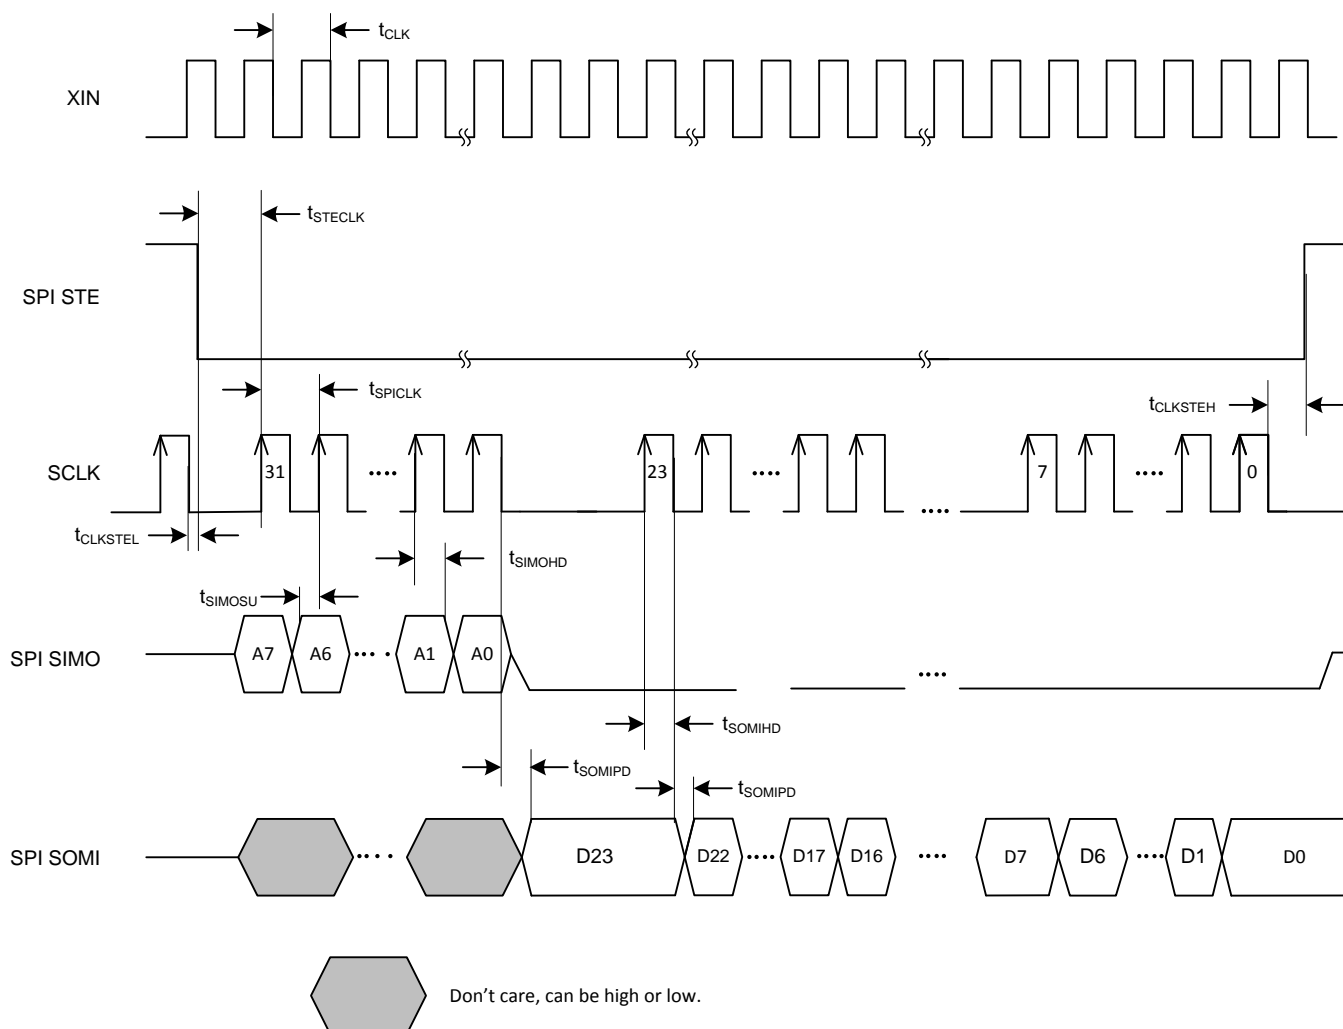 tCLK
XIN
tSTECLK
SPI STE
tSPICLK
tCLKSTEH
SCLK
31
....
23
....
....
7
....
0
tCLKSTEL
tSIMOHD
tSIMOSU
SPI SIMO
A7
A6
....
A1
A0
....
tSOMIHD
tSOMIPD
tSOMIPD
SPI SOMI
....
D23
D22
....
D17
D16
....
D7
D6
....
D1
D0
Don't care, can be high or low.